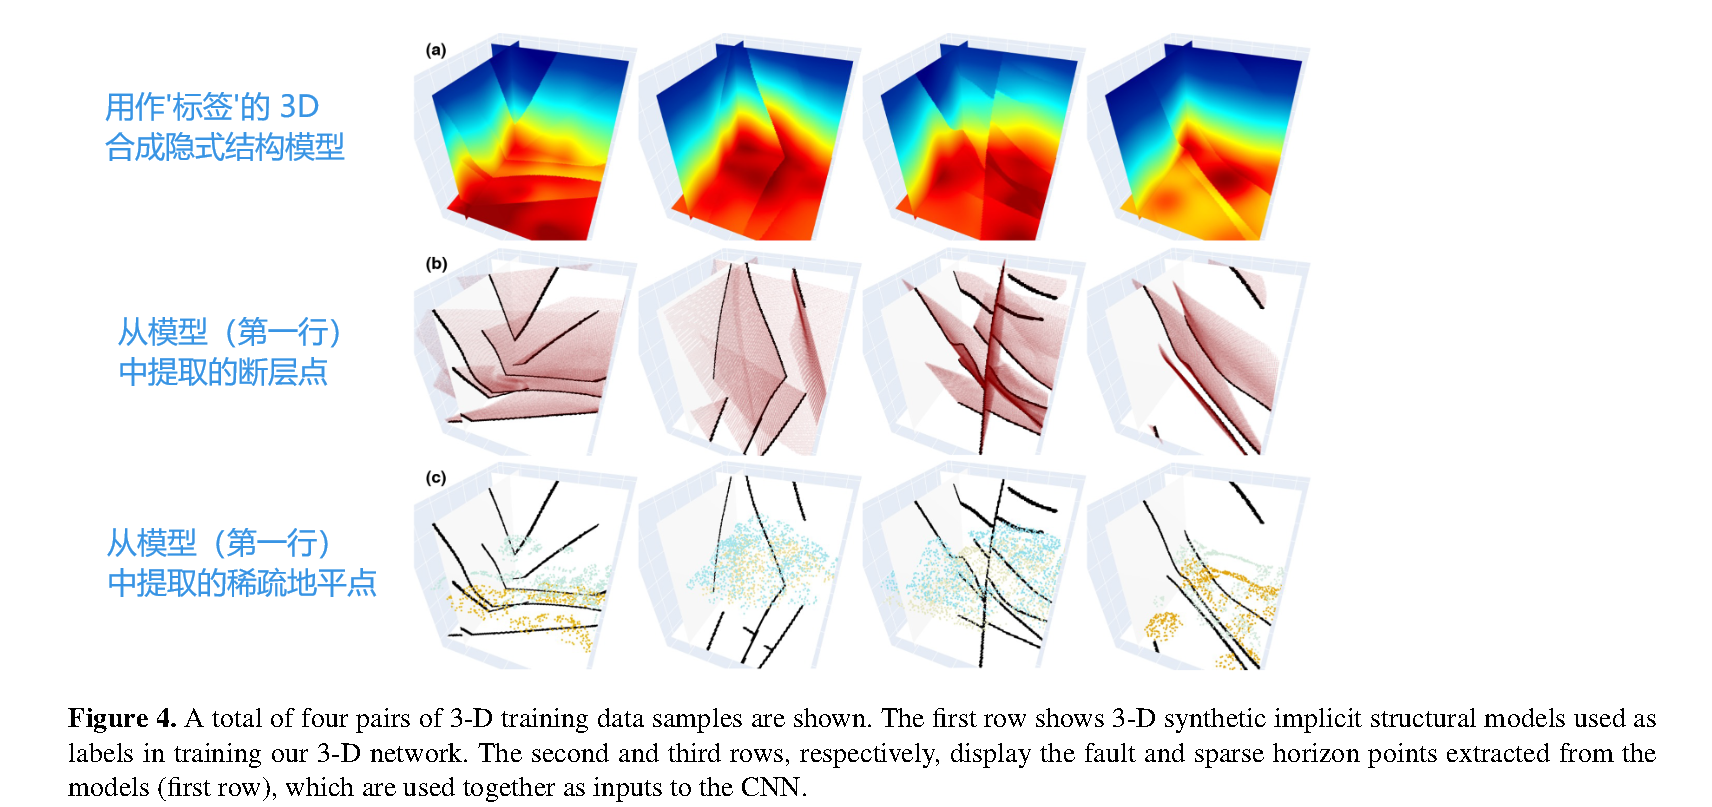 (a)
用作'标签'的 3D
合成隐式结构模型
(b)
从模型（第一行）
中提取的断层点
(c)
从模型（第一行）
中提取的稀疏地平点
Figure 4. A total of four pairs of 3-D training data samples are shown. The first row shows 3-D synthetic implicit structural models used as
labels in training our 3-D network. The second and third rows, respectively, display the fault and sparse horizon points extracted from the
models (first row), which are used together as inputs to the CNN.